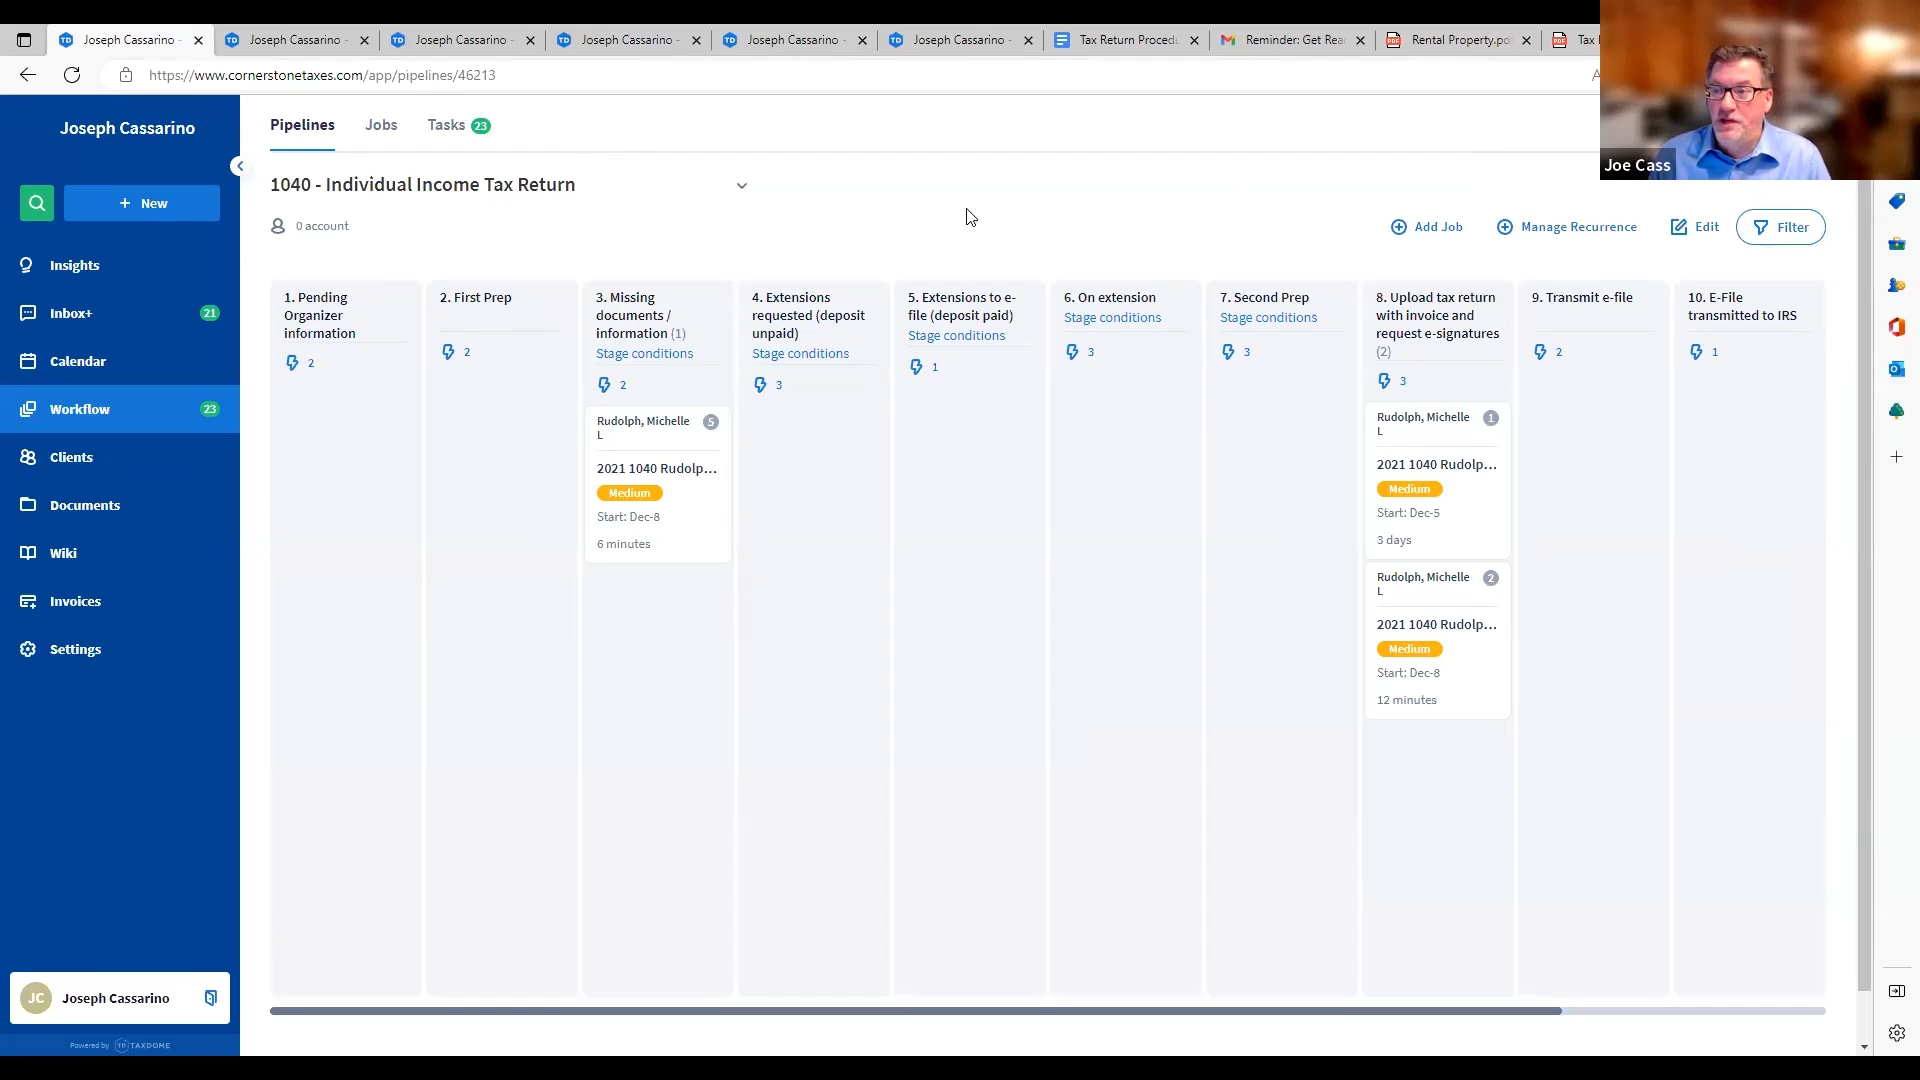 Joseph Cassarino -
Joseph Cassarino -
Joseph Cassarino -
Joseph Cassarino -
Joseph Cassarino -
Joseph Cassarino -
Tax Return Procedu
Reminder: Get Rea
Rental Property.pd
Tax
https://www.cornerstonetaxes.com/app/pipelines/46213
Joe Cass
Joseph Cassarino
New
Insights
Inbox+ 21
Calendar
Workflow 23
Clients
Documents
Wiki
Invoices
Settings
JC Joseph Cassarino
Powered by TD TAXDOME
Pipelines
Jobs
Tasks 23
1040 - Individual Income Tax Return
0 account
Add Job
Manage Recurrence
Edit
Filter
1. Pending
Organizer
information
2
2. First Prep
2
3. Missing
documents /
information (1)
Stage conditions
2
Rudolph, Michelle 5
L
2021 1040 Rudolp...
Medium
Start: Dec-8
6 minutes
4. Extensions
requested (deposit
unpaid)
Stage conditions
3
5. Extensions to e-
file (deposit paid)
Stage conditions
1
6. On extension
Stage conditions
3
7. Second Prep
Stage conditions
3
8. Upload tax return
with invoice and
request e-signatures
(2)
3
Rudolph, Michelle 1
L
2021 1040 Rudolp...
Medium
Start: Dec-5
3 days
Rudolph, Michelle 2
L
2021 1040 Rudolp...
Medium
Start: Dec-8
12 minutes
9. Transmit e-file
2
10. E-File
transmitted to IRS
1